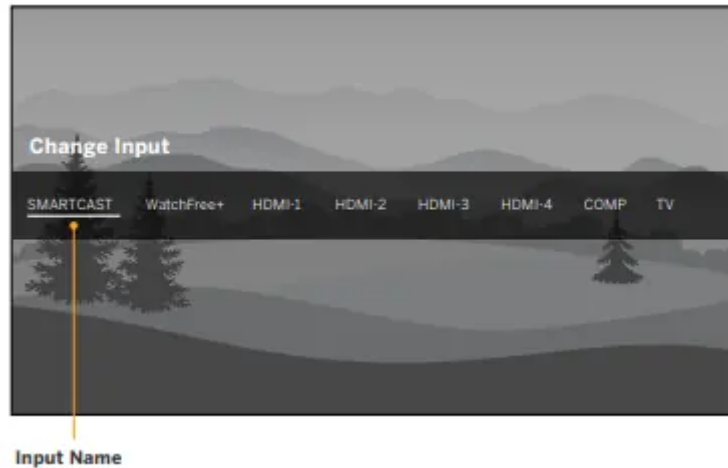 Change Input
SMARTCAST WatchFree+ HDMI-1 HDMI-2 HDMI-3 HDMI-4 COMP TV
Input Name